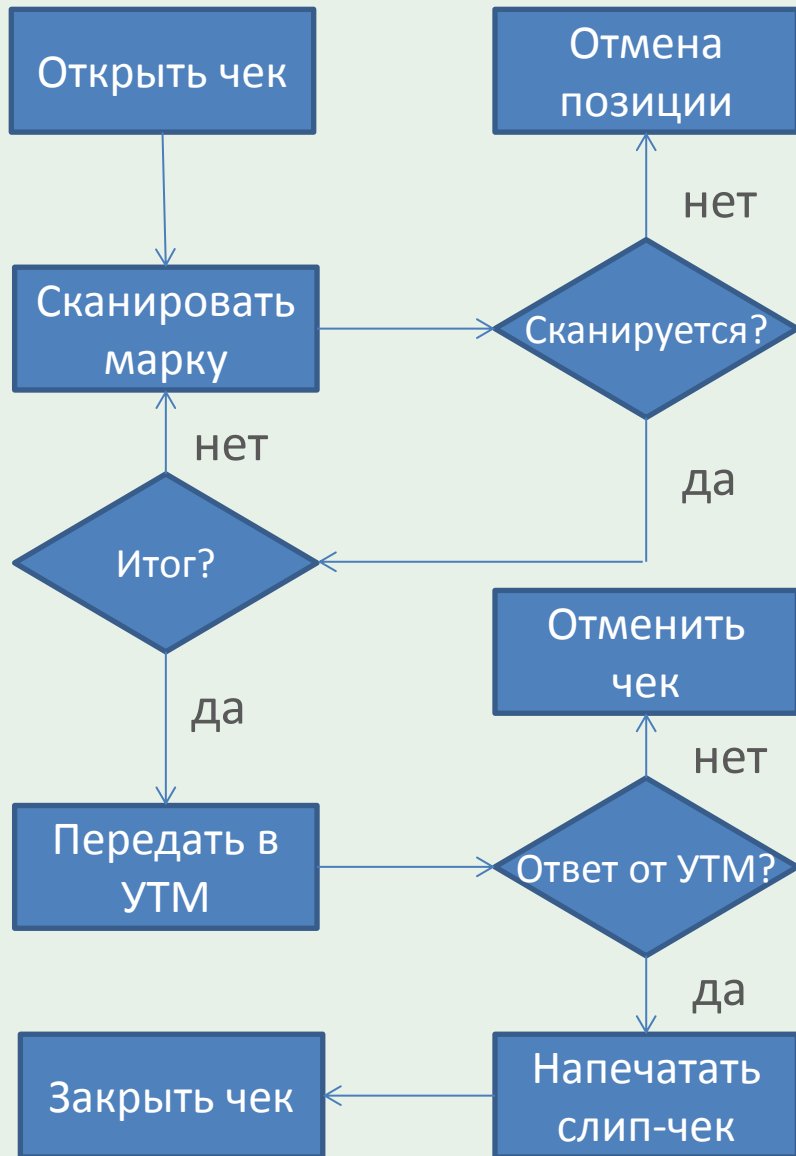 Открыть чек
Отмена
позиции
нет
Сканировать
марку
Сканируется?
нет
да
Итог?
Отменить
чек
да
нет
Передать в
УТМ
Ответ от УТМ?
да
Закрыть чек
Напечатать
слип-чек